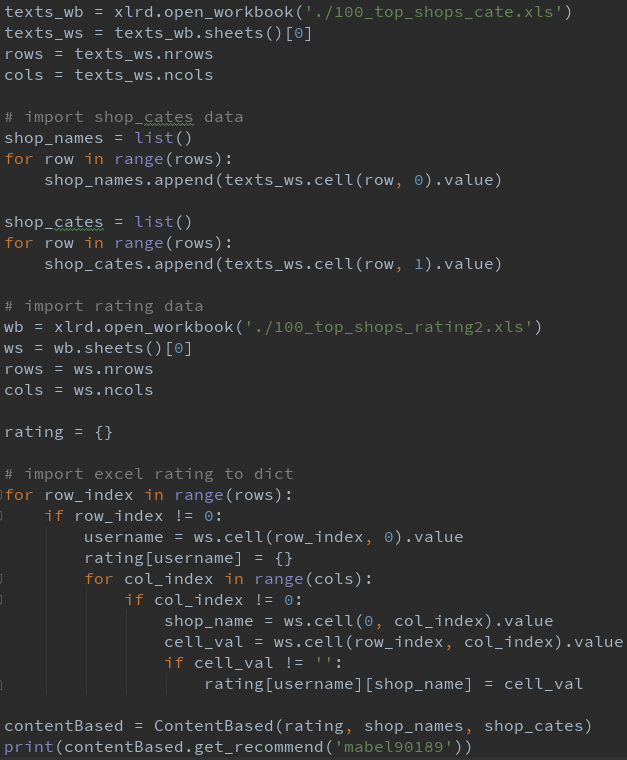 texts_wb = xlrd.open_workbook('./100_top_shops_cate.xls')
texts_ws = texts_wb.sheets()[0]
rows = texts_ws.nrows
cols = texts_ws.ncols

# import shop_cates data
shop_names = list()
for row in range(rows):
    shop_names.append(texts_ws.cell(row, 0).value)

shop_cates = list()
for row in range(rows):
    shop_cates.append(texts_ws.cell(row, 1).value)

# import rating data
wb = xlrd.open_workbook('./100_top_shops_rating2.xls')
ws = wb.sheets()[0]
rows = ws.nrows
cols = ws.ncols

rating = {}

# import excel rating to dict
for row_index in range(rows):
    if row_index != 0:
        username = ws.cell(row_index, 0).value
        rating[username] = {}
        for col_index in range(cols):
            if col_index != 0:
                shop_name = ws.cell(0, col_index).value
                cell_val = ws.cell(row_index, col_index).value
                if cell_val != '':
                    rating[username][shop_name] = cell_val

contentBased = ContentBased(rating, shop_names, shop_cates)
print(contentBased.get_recommend('mabel90189'))